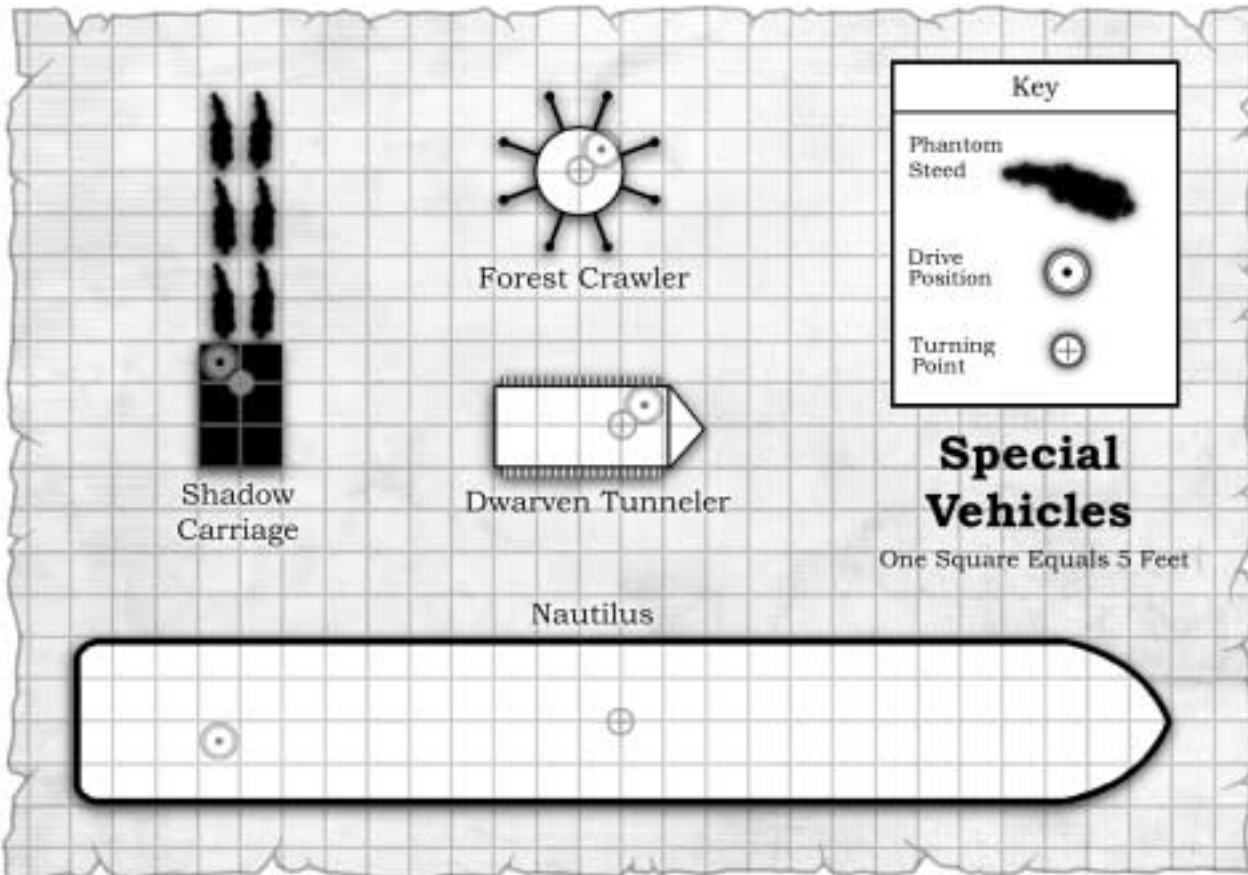 Key
Phantom
Steed
Drive
Position
Turning
Point
Forest Crawler
Shadow
Carriage
Dwarven Tunneler
Special
Vehicles
One Square Equals 5 Feet
Nautilus